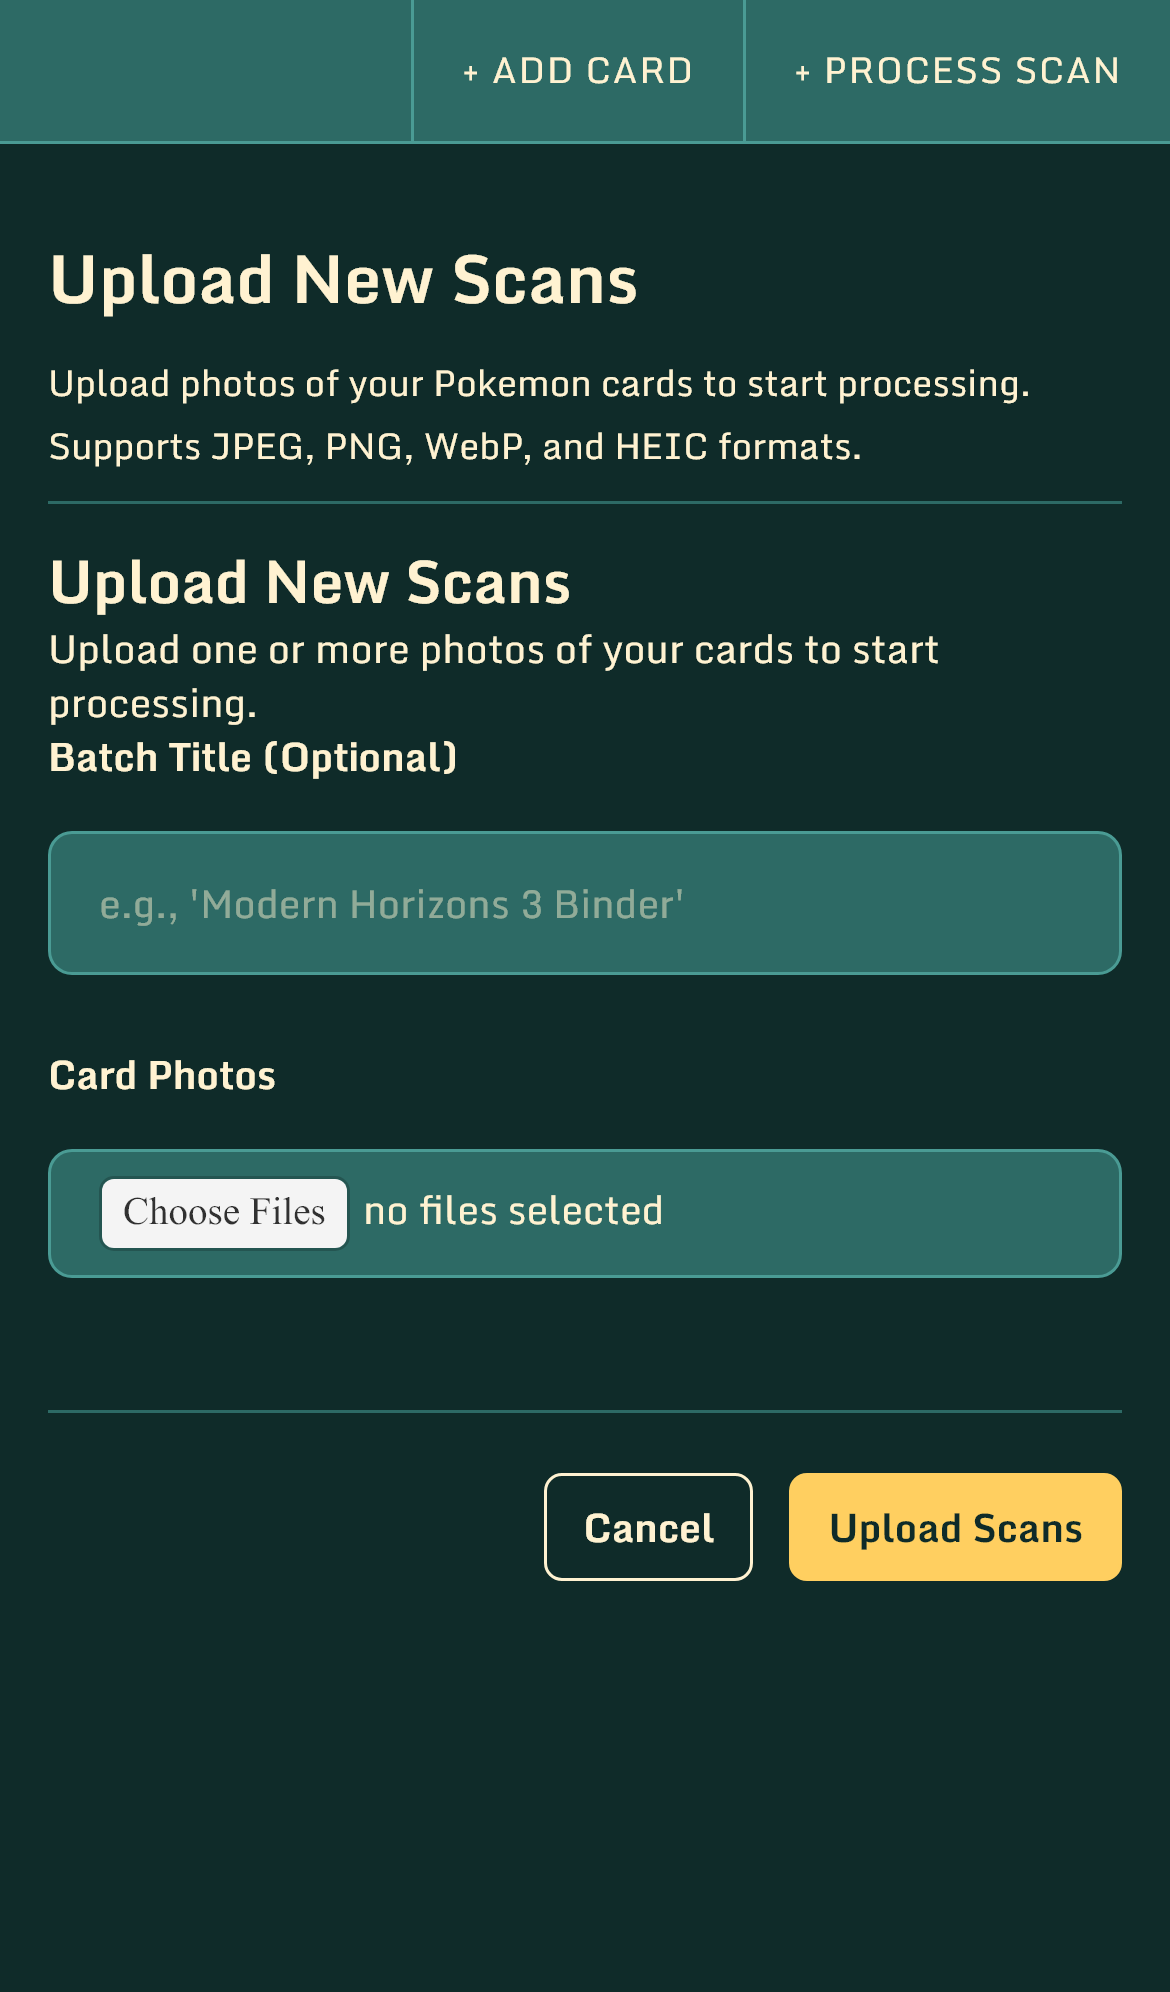 + ADD CARD
+ PROCESS SCAN
Upload New Scans
Upload photos of your Pokemon cards to start processing.
Supports JPEG, PNG, WebP, and HEIC formats.
Upload New Scans
Upload one or more photos of your cards to start
processing.
Batch Title (Optional)
e.g., 'Modern Horizons 3 Binder'
Card Photos
Choose Files no files selected
Cancel
Upload Scans